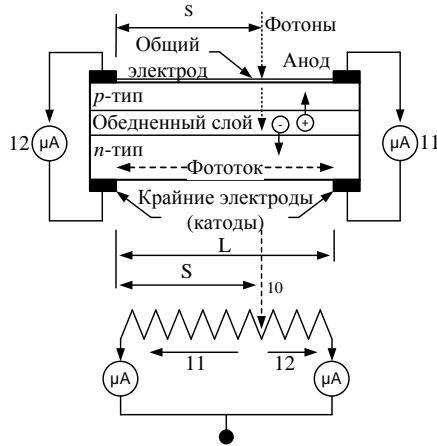 S
Фотоны
Общий
электрод
Анод
p-тип
12
μA
Обедненный слой
-
+
μA
11
n-тип
Фототок
Крайние электроды
(катоды)
L
S
10
11
12
μA
μA